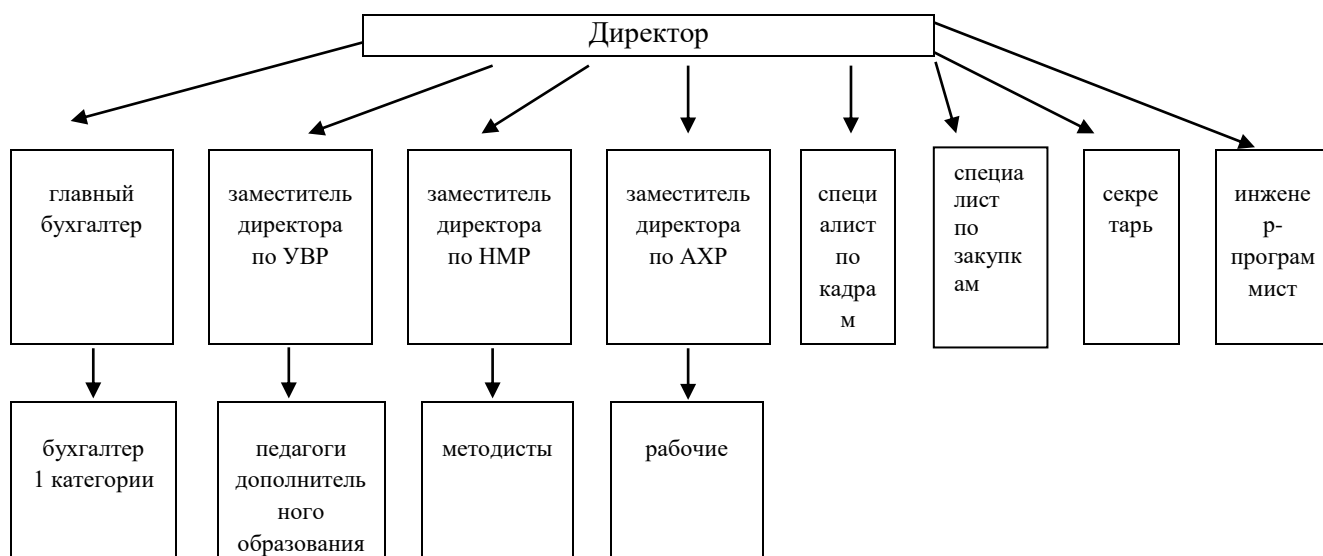 Директор
главный
бухгалтер
заместитель
директора
по УВР
заместитель
директора
по НМР
заместитель
директора
по АХР
специ
алист
по
кадра
м
специа
лист
по
закупк
ам
секре
тарь
инжене
р-
програм
мист
бухгалтер
1 категории
педагоги
дополнитель
ного
образования
методисты
рабочие